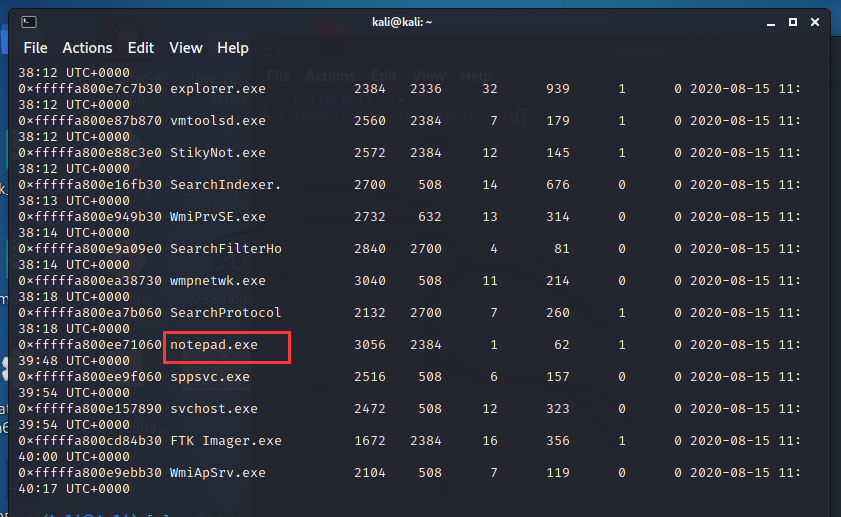 kali@kali: ~
File Actions Edit View Help
38:12 UTC+0000
0×fffffa800e7c7b30 explorer.exe 2384 2336 32 939 1 0 2020-08-15 11:
38:12 UTC+0000
0×fffffa800e87b870 vmtoolsd.exe 2560 2384 7 179 1 0 2020-08-15 11:
38:12 UTC+0000
0×fffffa800e88c3e0 StikyNot.exe 2572 2384 12 145 1 0 2020-08-15 11:
38:12 UTC+0000
0×fffffa800e16fb30 SearchIndexer. 2700 508 14 676 0 0 2020-08-15 11:
38:13 UTC+0000
0×fffffa800e949b30 WmiPrvSE.exe 2732 632 13 314 0 0 2020-08-15 11:
38:14 UTC+0000
0×fffffa800e9a09e0 SearchFilterHo 2840 2700 4 81 0 0 2020-08-15 11:
38:14 UTC+0000
0×fffffa800ea38730 wmpnetwk.exe 3040 508 11 214 0 0 2020-08-15 11:
38:18 UTC+0000
0×fffffa800ea7b060 SearchProtocol 2132 2700 7 260 1 0 2020-08-15 11:
38:18 UTC+0000
0×fffffa800ee71060 notepad.exe 3056 2384 1 62 1 0 2020-08-15 11:
39:48 UTC+0000
0×fffffa800ee9f060 sppsvc.exe 2516 508 6 157 0 0 2020-08-15 11:
39:54 UTC+0000
0×fffffa800e157890 svchost.exe 2472 508 12 323 0 0 2020-08-15 11:
39:54 UTC+0000
0×fffffa800cd84b30 FTK Imager.exe 1672 2384 16 356 1 0 2020-08-15 11:
40:00 UTC+0000
0×fffffa800e9ebb30 WmiApSrv.exe 2104 508 7 119 0 0 2020-08-15 11:
40:17 UTC+0000